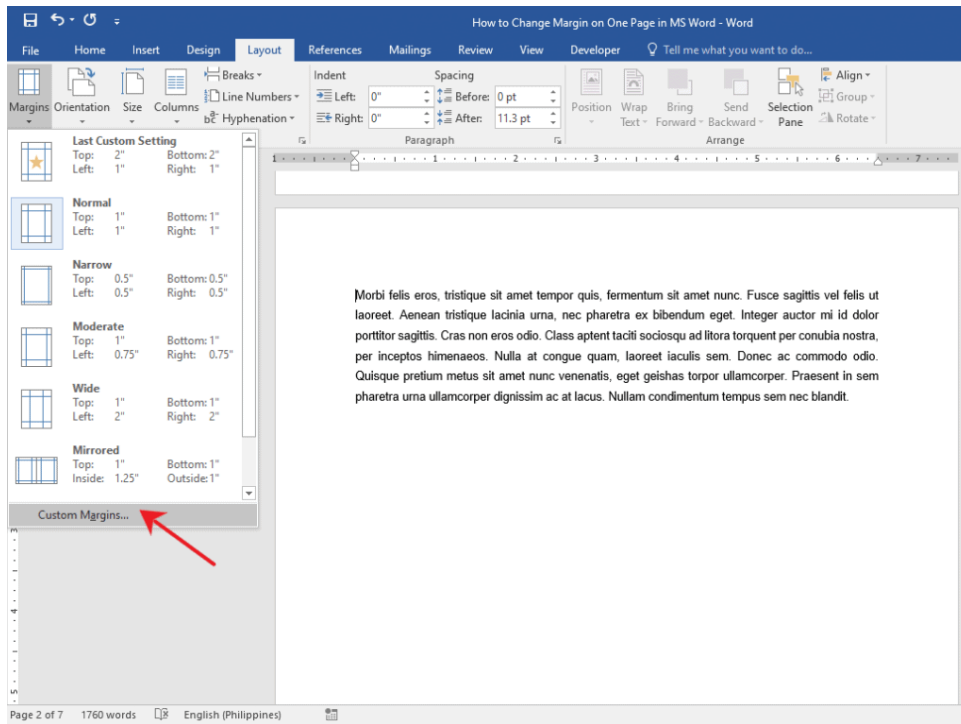 How to Change Margin on One Page in MS Word - Word
File Home Insert Design Layout References Mailings Review View Developer Tell me what you want to do...
Margins
Orientation
Size
Columns
Breaks
Line Numbers
Hyphenation
Indent
Left: 0"
Right: 0"
Spacing
Before: 0 pt
After: 11.3 pt
Paragraph
Position
Wrap
Text
Bring
Forward
Send
Backward
Selection
Pane
Align
Group
Rotate
Arrange
Last Custom Setting
Top: 2" Bottom: 2"
Left: 1" Right: 1"
Normal
Top: 1" Bottom: 1"
Left: 1" Right: 1"
Narrow
Top: 0.5" Bottom: 0.5"
Left: 0.5" Right: 0.5"
Moderate
Top: 1" Bottom: 1"
Left: 0.75" Right: 0.75"
Wide
Top: 1" Bottom: 1"
Left: 2" Right: 2"
Mirrored
Top: 1" Bottom: 1"
Inside: 1.25" Outside: 1"
Custom Margins...
1 1 2 3 4 5 6 7
Morbi felis eros, tristique sit amet tempor quis, fermentum sit amet nunc. Fusce sagittis vel felis ut
laoreet. Aenean tristique lacinia urna, nec pharetra ex bibendum eget. Integer auctor mi id dolor
porttitor sagittis. Cras non eros odio. Class aptent taciti sociosqu ad litora torquent per conubia nostra,
per inceptos himenaeos. Nulla at congue quam, laoreet iaculis sem. Donec ac commodo odio.
Quisque pretium metus sit amet nunc venenatis, eget geishas torpor ullamcorper. Praesent in sem
pharetra urna ullamcorper dignissim ac at lacus. Nullam condimentum tempus sem nec blandit.
3
4
5
Page 2 of 7 1760 words English (Philippines)